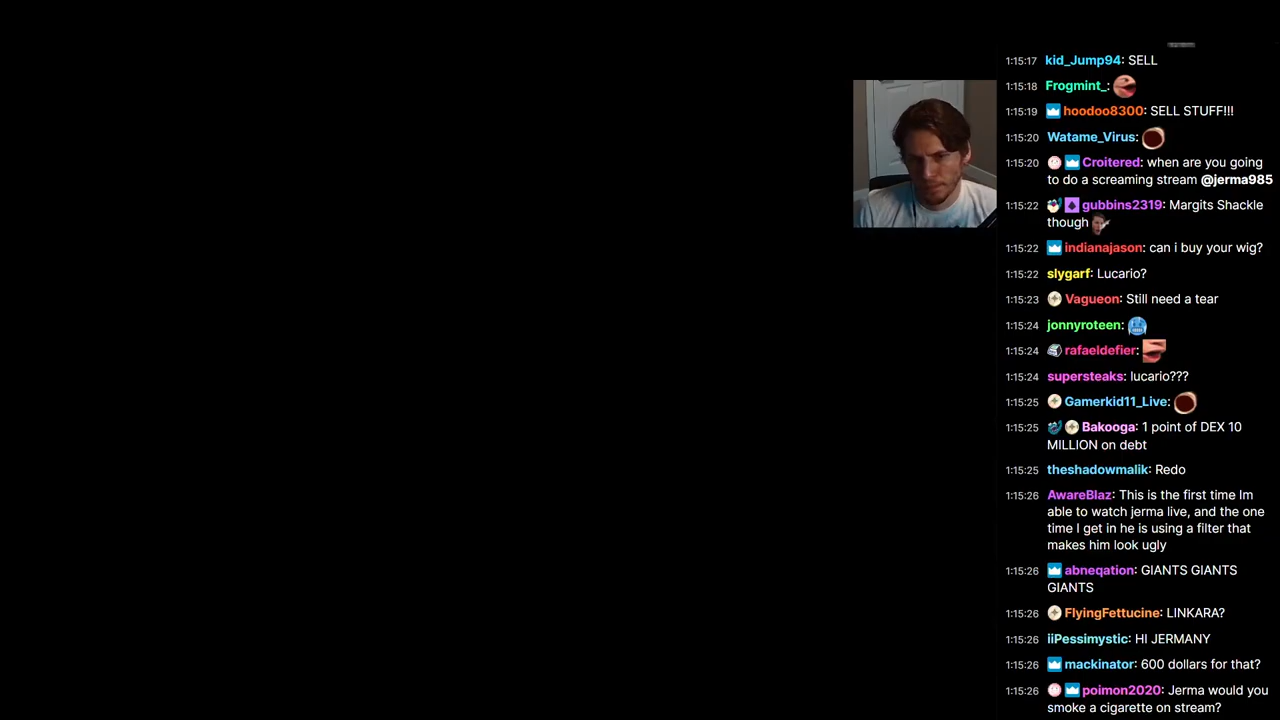 1:15:17 kid_Jump94: SELL
1:15:18 Frogmint_:
1:15:19 hoodoo8300: SELL STUFF!!!
1:15:20 Watame_Virus:
1:15:20 Croitered: when are you going
to do a screaming stream @jerma985
1:15:22 gubbins2319: Margits Shackle
though
1:15:22 indianajason: can i buy your wig?
1:15:22 slygarf: Lucario?
1:15:23 Vagueon: Still need a tear
1:15:24 jonnyroteen:
1:15:24 rafaeldefier:
1:15:24 supersteaks: lucario???
1:15:25 Gamerkid11_Live:
1:15:25 Bakooga: 1 point of DEX 10
MILLION on debt
1:15:25 theshadowmalik: Redo
1:15:26 AwareBlaz: This is the first time Im
able to watch jerma live, and the one
time I get in he is using a filter that
makes him look ugly
1:15:26 abneqation: GIANTS GIANTS
GIANTS
1:15:26 FlyingFettucine: LINKARA?
1:15:26 iiPessimystic: HI JERMANY
1:15:26 mackinator: 600 dollars for that?
1:15:26 poimon2020: Jerma would you
smoke a cigarette on stream?